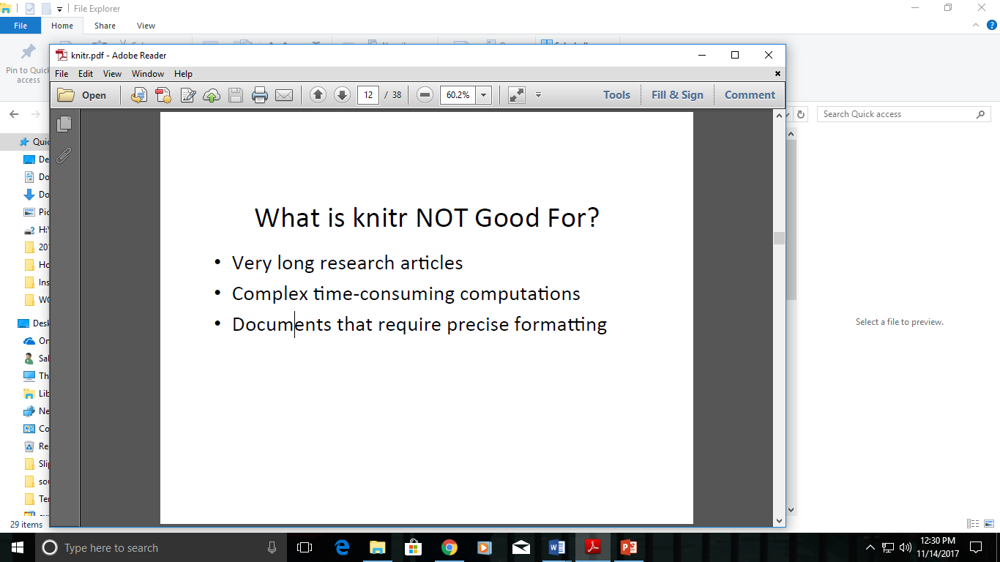 File Explorer
File
Home
Share
View
Pin to Quick
access
knitr.pdf - Adobe Reader
File Edit View Window Help
Open
12 / 38
60.2%
Tools
Fill & Sign
Comment
Search Quick access
What is knitr NOT Good For?
• Very long research articles
• Complex time-consuming computations
• Documents that require precise formatting
Quic
De
Do
Do
Pic
H:\
201
Ho
Ins
WC
Desk
On
Sal
Th
Lib
Ne
Co
Re
Slip
sou
Ter
Select a file to preview.
29 items
Type here to search
12:30 PM
11/14/2017